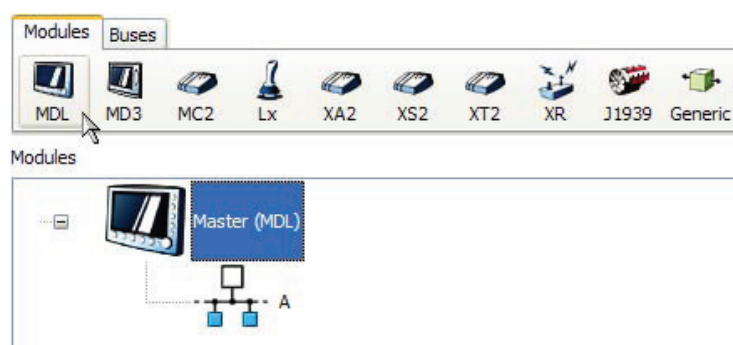 Modules Buses
MDL MD3 MC2 Lx XA2 XS2 XT2 XR J1939 Generic
Modules
Master (MDL)
A